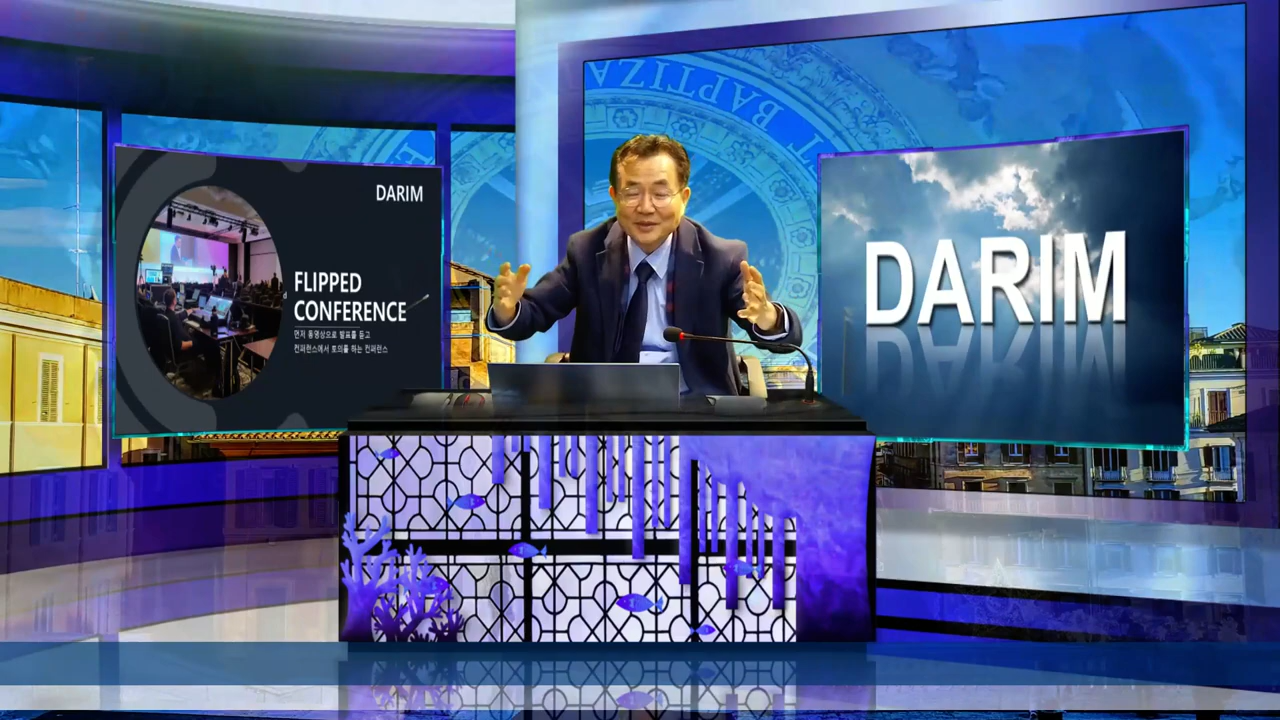 T BAPTIZA
DARIM
FLIPPED
CONFERENCE
먼저 동영상으로 발표를 듣고
컨퍼런스에서 토의를 하는 컨퍼런스
DARIM